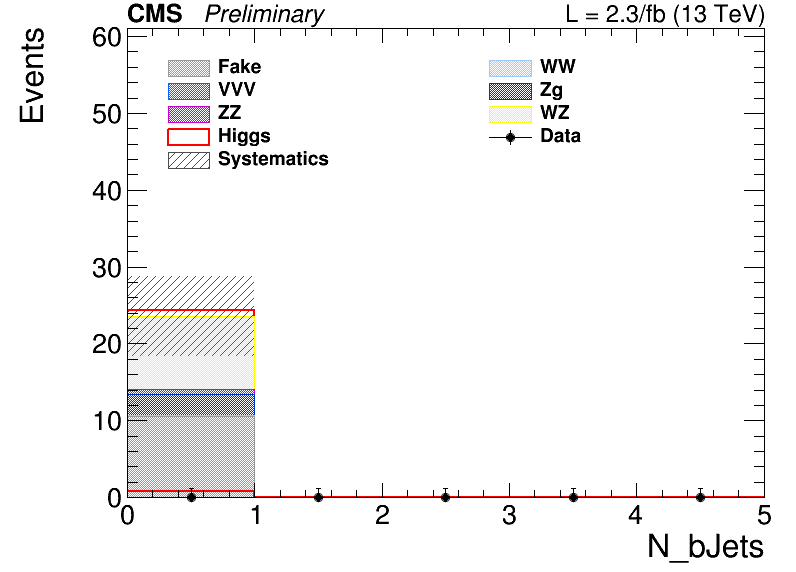 CMS Preliminary L = 2.3/fb (13 TeV)
Events
60
50
40
30
20
10
0
Fake
VVV
ZZ
Higgs
Systematics
WW
Zg
WZ
Data
0 1 2 3 4 5
N_bJets